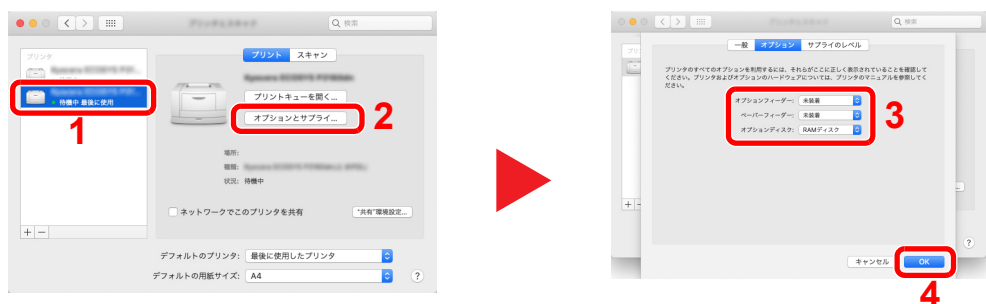 検索
プリンタ
待機中 最後に使用
1
プリント スキャン
プリントキューを開く...
オプションとサプライ...
2
場所:
種類:
状況: 待機中
ネットワークでこのプリンタを共有
"共有"環境設定...
デフォルトのプリンタ: 最後に使用したプリンタ
デフォルトの用紙サイズ: A4
?
検索
一般 オプション サプライのレベル
プリンタのすべてのオプションを利用するには、それらがここに正しく表示されていることを確認して
ください。プリンタおよびオプションのハードウェアについては、プリンタのマニュアルを参照してく
ださい。
オプションフィーダー: 未装着
ペーパーフィーダー: 未装着
オプションディスク: RAMディスク
3
?
キャンセル OK
4